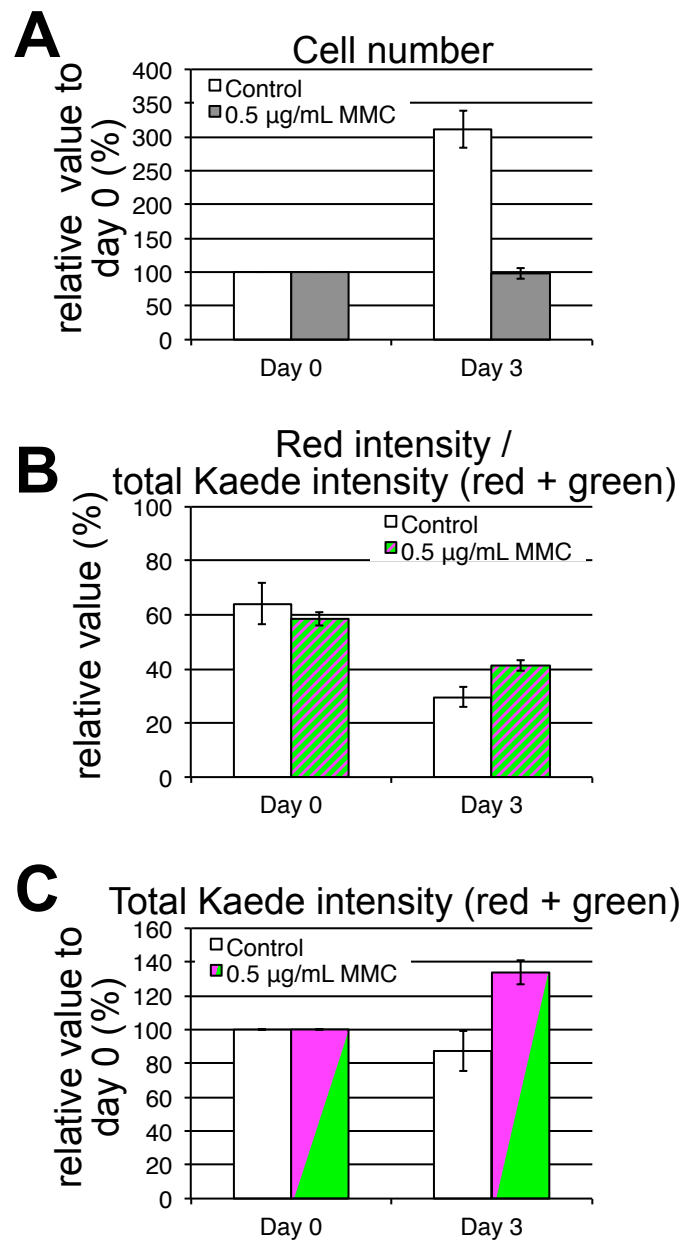 A
Cell number
relative value to
day 0 (%)
400
350
300
250
200
150
100
50
0
Control
0.5 µg/mL MMC
Day 0
Day 3
B
Red intensity /
total Kaede intensity (red + green)
relative value (%)
100
80
60
40
20
0
Control
0.5 µg/mL MMC
Day 0
Day 3
C
Total Kaede intensity (red + green)
relative value to
day 0 (%)
160
140
120
100
80
60
40
20
0
Control
0.5 µg/mL MMC
Day 0
Day 3